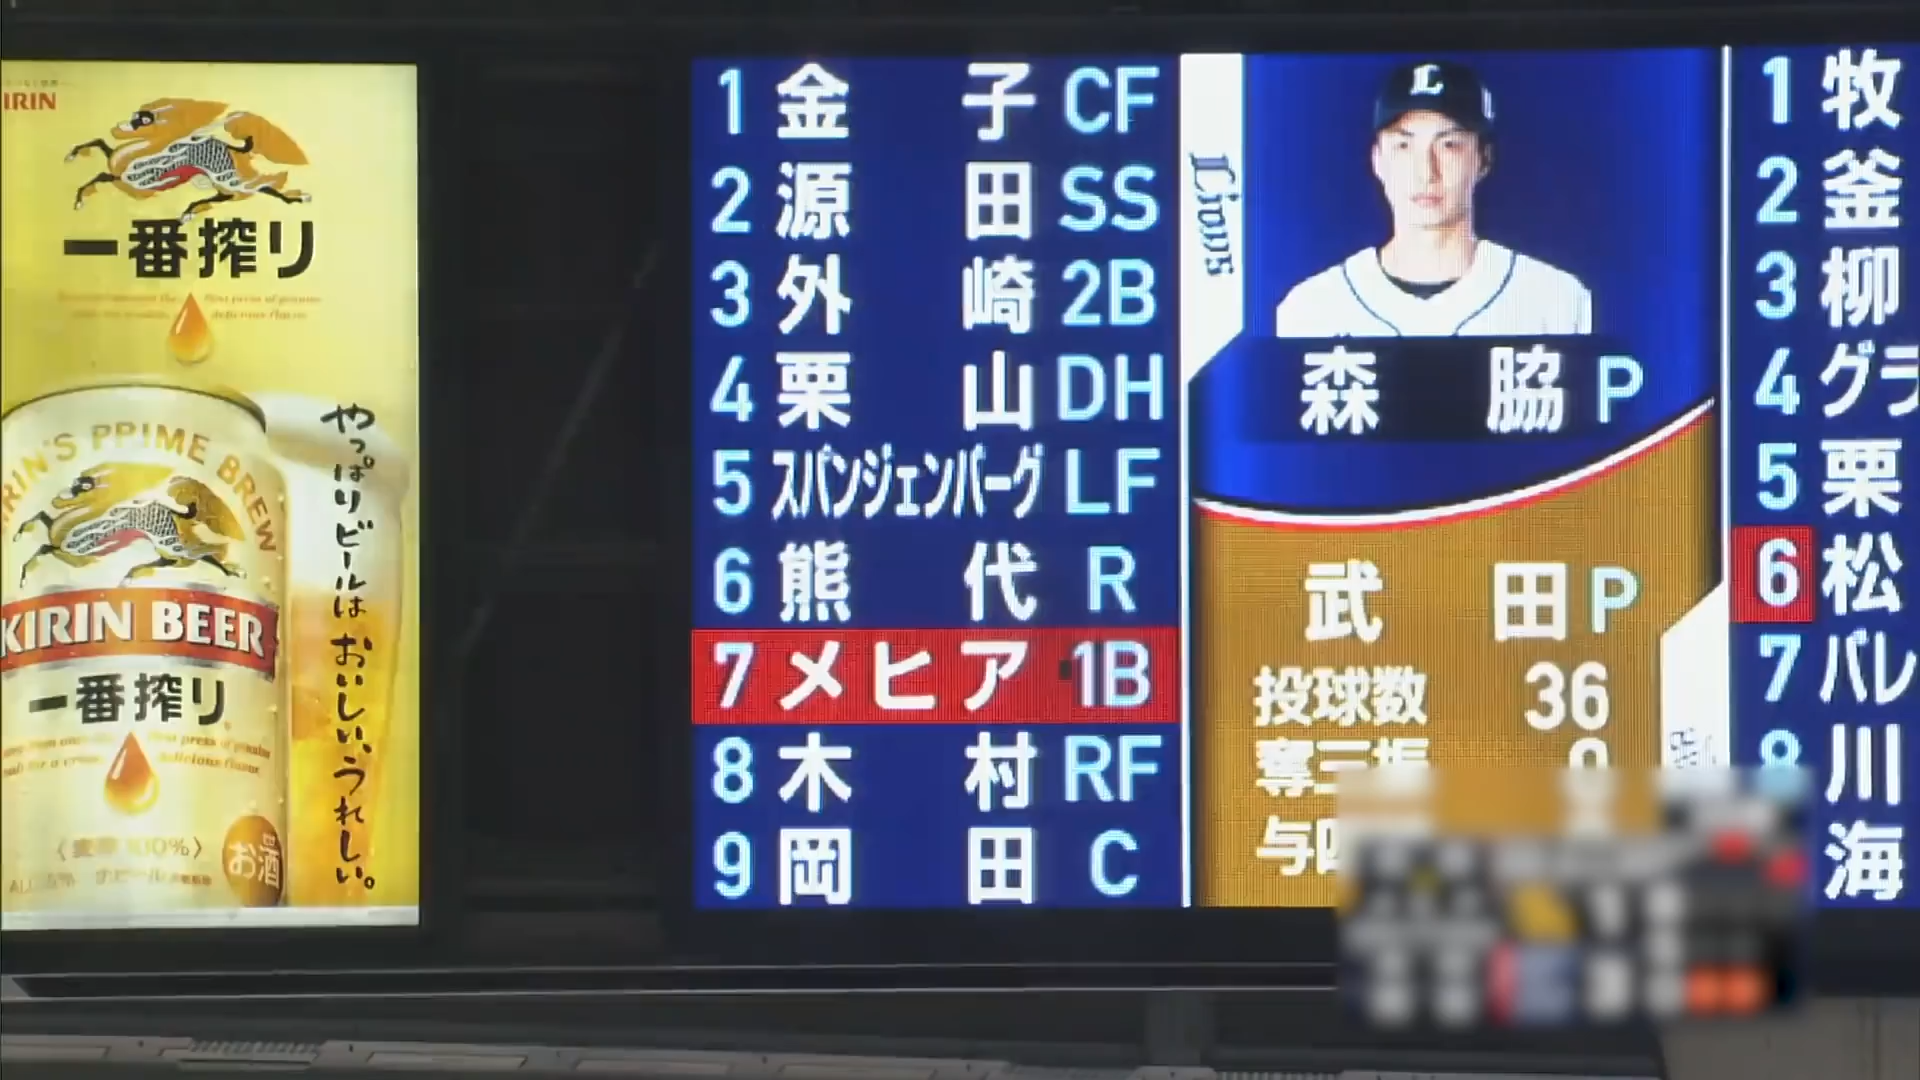 一番搾り
やっぱりビールは おいしい、うれしい。
KIRIN'S PRIME BREW
KIRIN BEER
一番搾り
お酒
1 金子 CF
2 源田 SS
3 外崎 2B
4 栗山 DH
5 スパンジェンバーグ LF
6 熊代 R
7 メヒア 1B
8 木村 RF
9 岡田 C
L
Lions
森脇 P
武田 P
投球数 36
奪三振 0
1 牧
2 釜
3 柳
4 グラ
5 栗
6 松
7 バレ
8 川
海